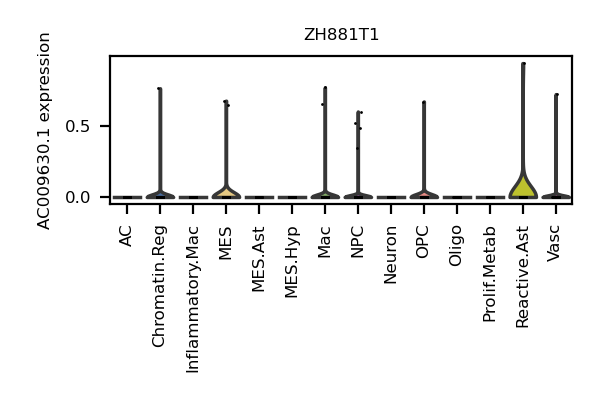 ZH881T1
AC009630.1 expression
0.5
0.0
AC
Chromatin.Reg
Inflammatory.Mac
MES
MES.Ast
MES.Hyp
Mac
NPC
Neuron
OPC
Oligo
Prolif.Metab
Reactive.Ast
Vasc